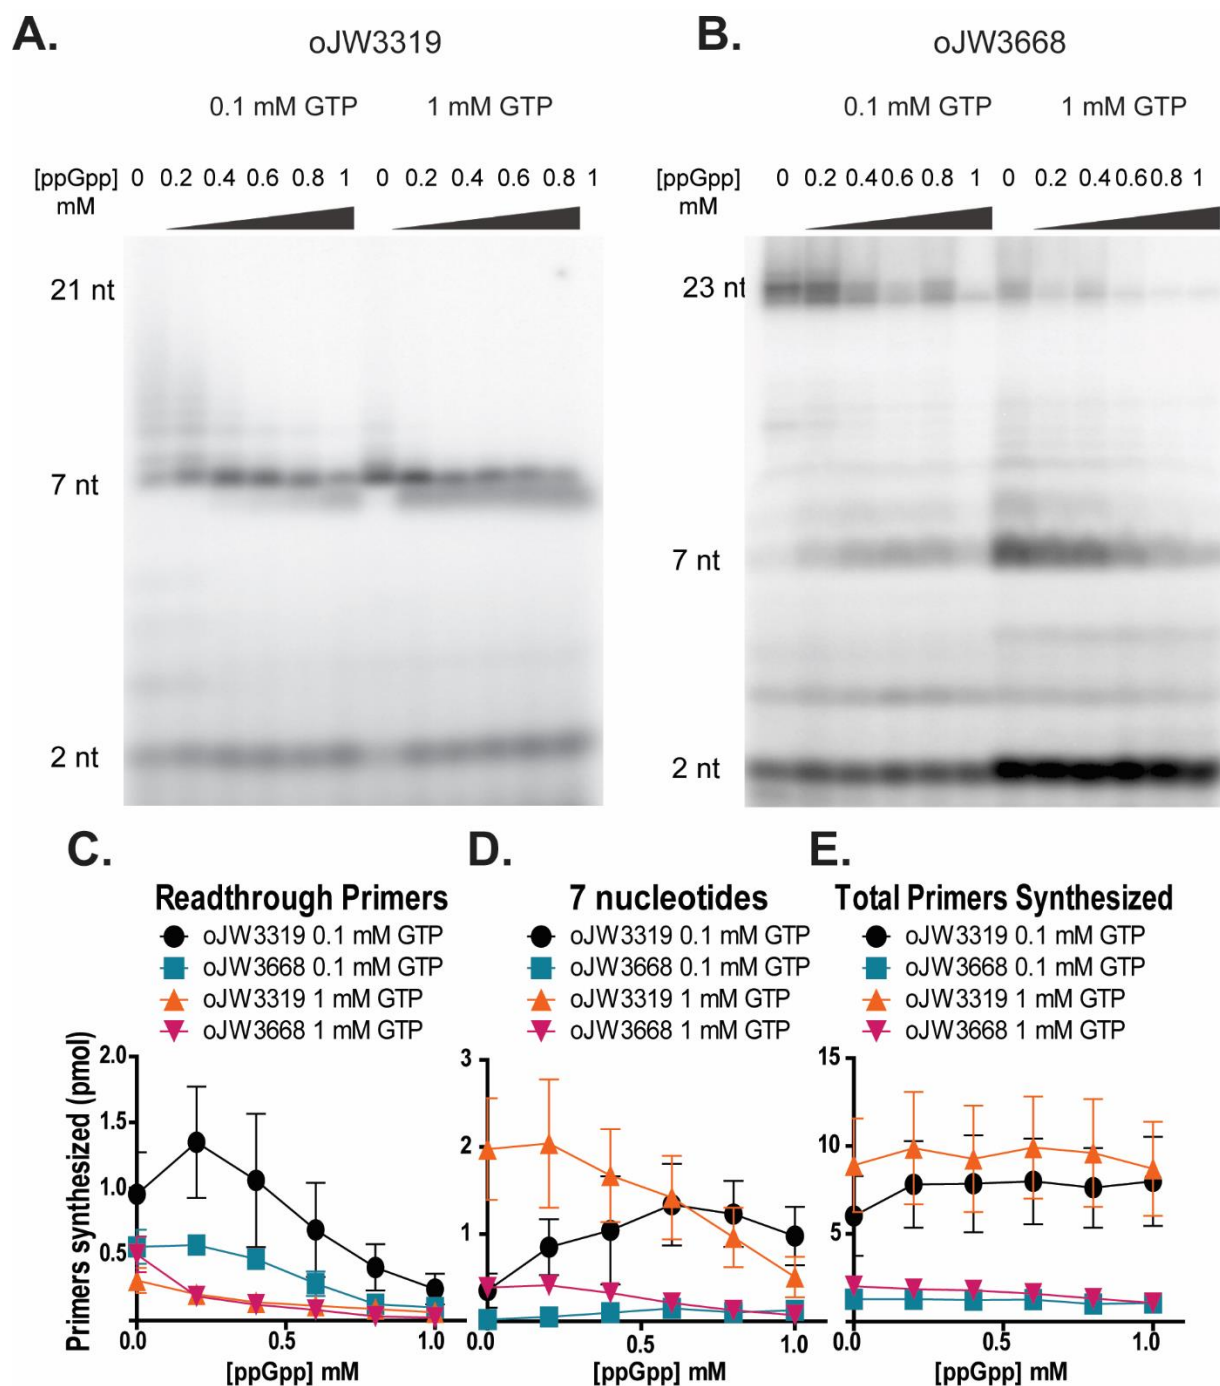 A.
oJW3319
0.1 mM GTP 1 mM GTP
[ppGpp] 0 0.2 0.4 0.6 0.8 1 0 0.2 0.4 0.6 0.8 1
mM
21 nt
7 nt
2 nt
B.
oJW3668
0.1 mM GTP 1 mM GTP
[ppGpp] 0 0.2 0.4 0.6 0.8 1 0 0.2 0.4 0.6 0.8 1
mM
23 nt
7 nt
2 nt
C.
Readthrough Primers
oJW3319 0.1 mM GTP
oJW3668 0.1 mM GTP
oJW3319 1 mM GTP
oJW3668 1 mM GTP
Primers synthesized (pmol)
2.0
1.5
1.0
0.5
0.0 0.5 1.0
[ppGpp] mM
D.
7 nucleotides
oJW3319 0.1 mM GTP
oJW3668 0.1 mM GTP
oJW3319 1 mM GTP
oJW3668 1 mM GTP
3
2
1
0.0 0.5 1.0
[ppGpp] mM
E.
Total Primers Synthesized
oJW3319 0.1 mM GTP
oJW3668 0.1 mM GTP
oJW3319 1 mM GTP
oJW3668 1 mM GTP
15
10
5
0.0 0.5 1.0
[ppGpp] mM